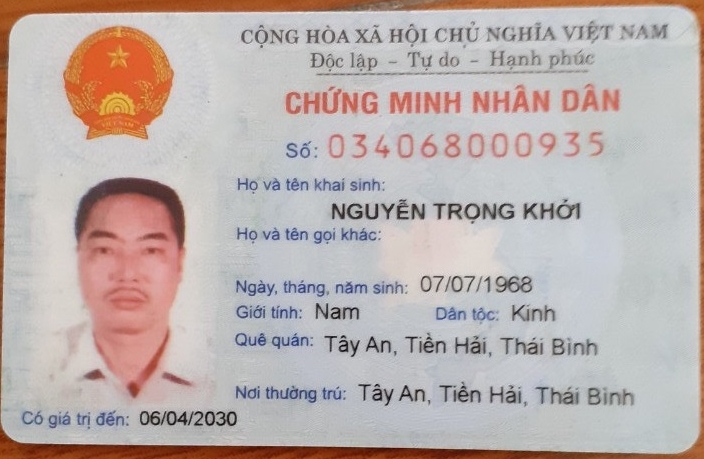 CỘNG HÒA XÃ HỘI CHỦ NGHĨA VIỆT NAM
Độc lập - Tự do - Hạnh phúc
CHỨNG MINH NHÂN DÂN
Số: 034068000935
Họ và tên khai sinh:
NGUYỄN TRỌNG KHỞI
Họ và tên gọi khác:
Ngày, tháng, năm sinh: 07/07/1968
Giới tính: Nam Dân tộc: Kinh
Quê quán: Tây An, Tiền Hải, Thái Bình
Nơi thường trú: Tây An, Tiền Hải, Thái Bình
Có giá trị đến: 06/04/2030